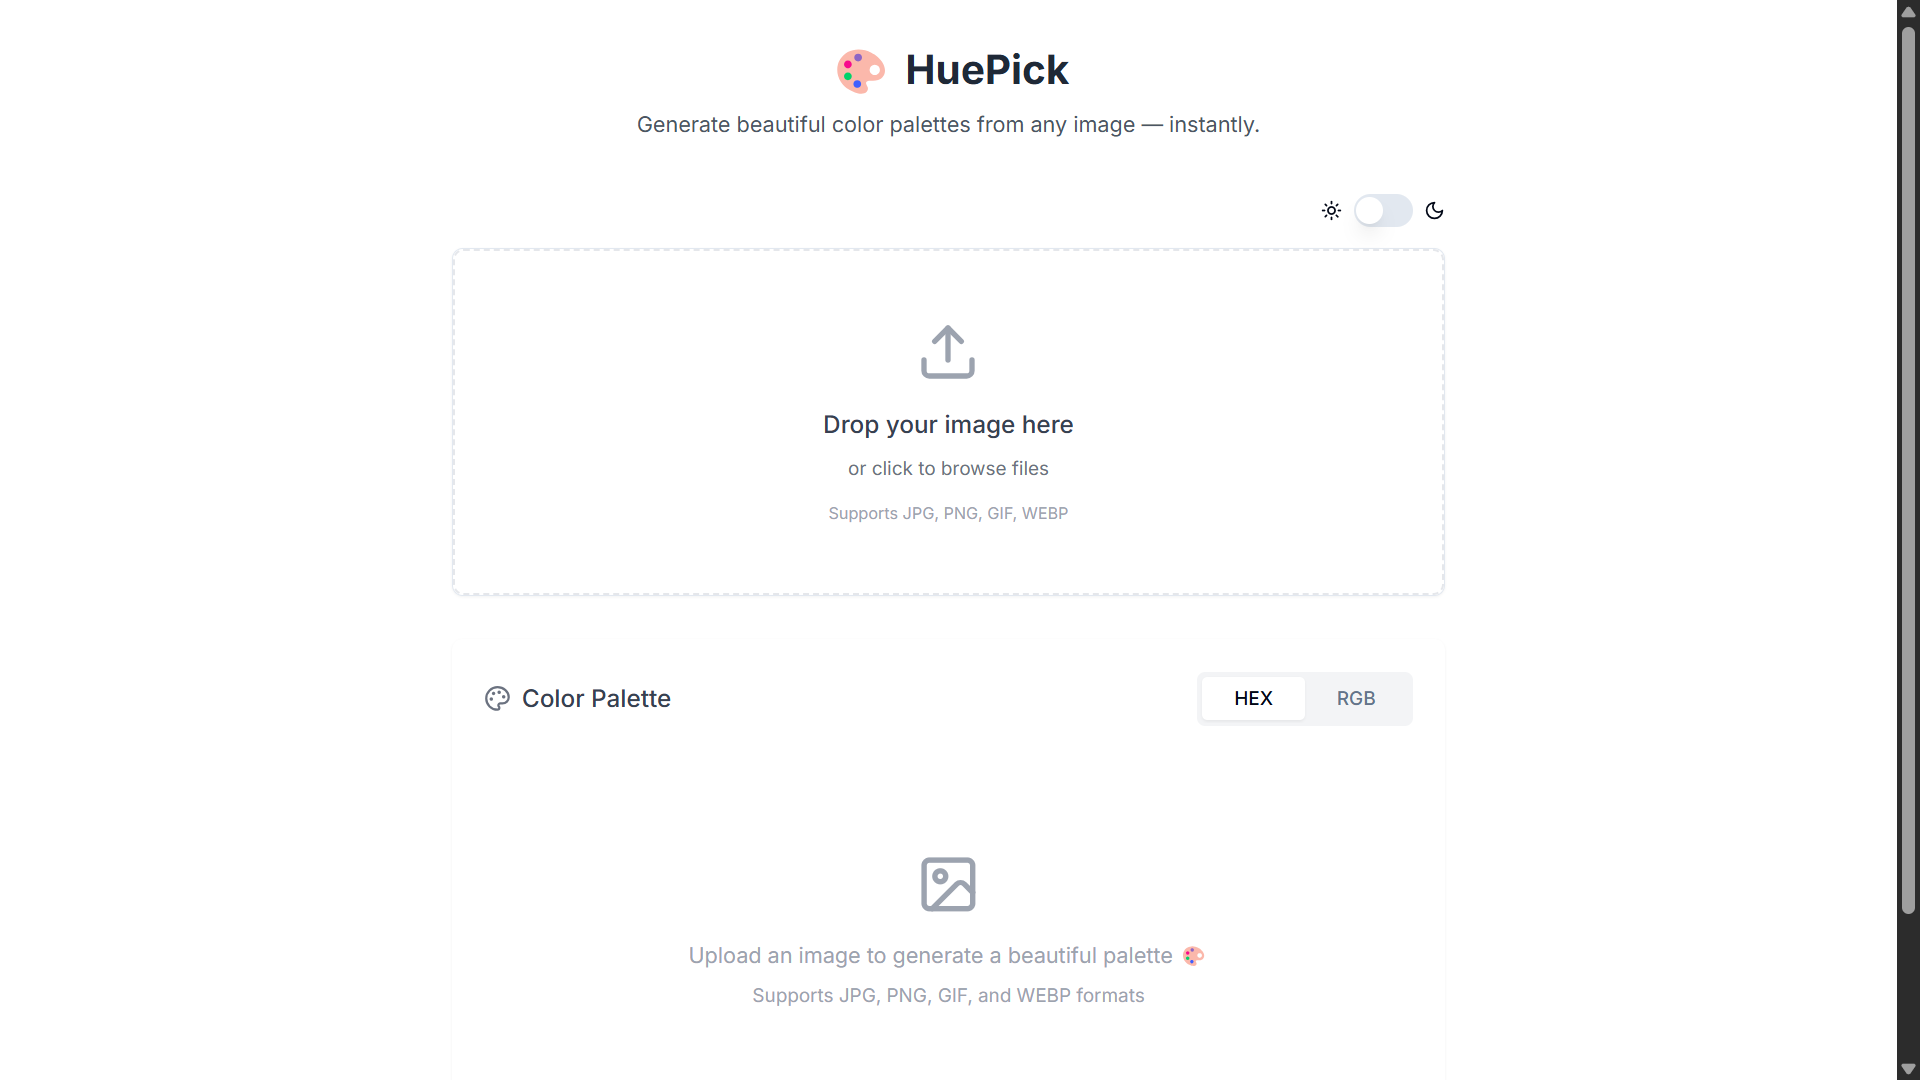 HuePick
Generate beautiful color palettes from any image — instantly.
Drop your image here
or click to browse files
Supports JPG, PNG, GIF, WEBP
Color Palette
HEX
RGB
Upload an image to generate a beautiful palette 🎨
Supports JPG, PNG, GIF, and WEBP formats